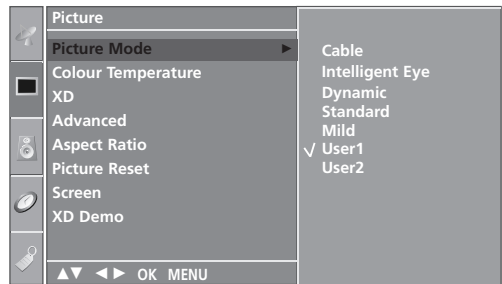 Picture
Picture Mode ►
Colour Temperature
XD
Advanced
Aspect Ratio
Picture Reset
Screen
XD Demo
▲▼ ◄► OK MENU
Cable
Intelligent Eye
Dynamic
Standard
Mild
√ User1
User2